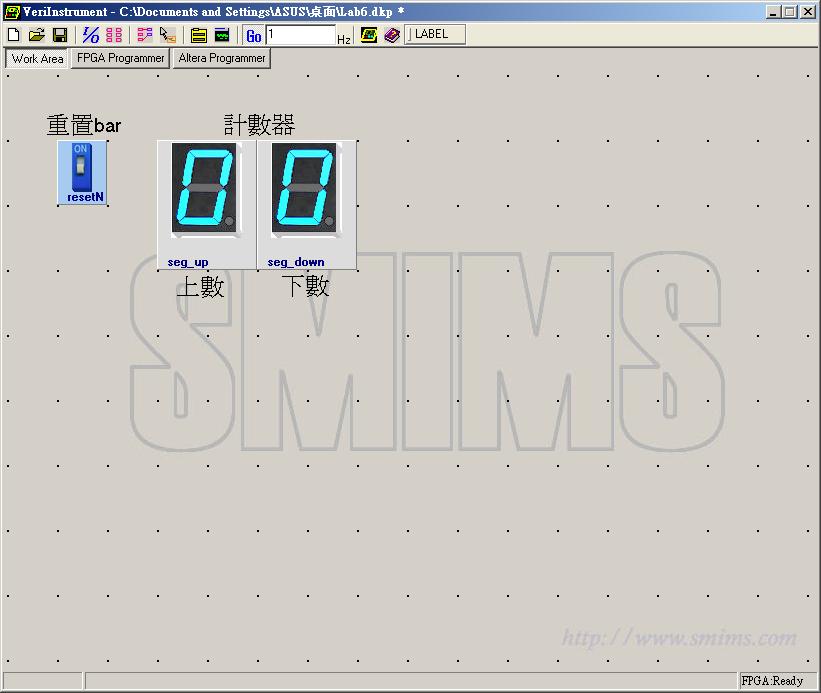 VeriInstrument - C:\Documents and Settings\ASUS\桌面\Lab6.dkp *
I/O Go 1 Hz LABEL
Work Area FPGA Programmer Altera Programmer
重置bar 計數器
ON
resetN
0 0
seg_up seg_down
上數 下數
SMIMS
http://www.smims.com
FPGA:Ready